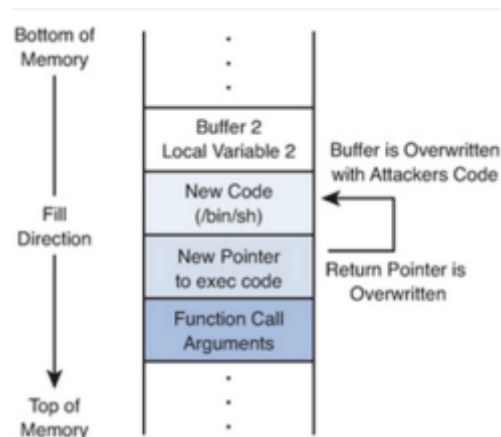 Bottom of
Memory
Fill
Direction
Top of
Memory
.
.
.
Buffer 2
Local Variable 2
New Code
(/bin/sh)
New Pointer
to exec code
Function Call
Arguments
.
.
.
Buffer is Overwritten
with Attackers Code
Return Pointer is
Overwritten